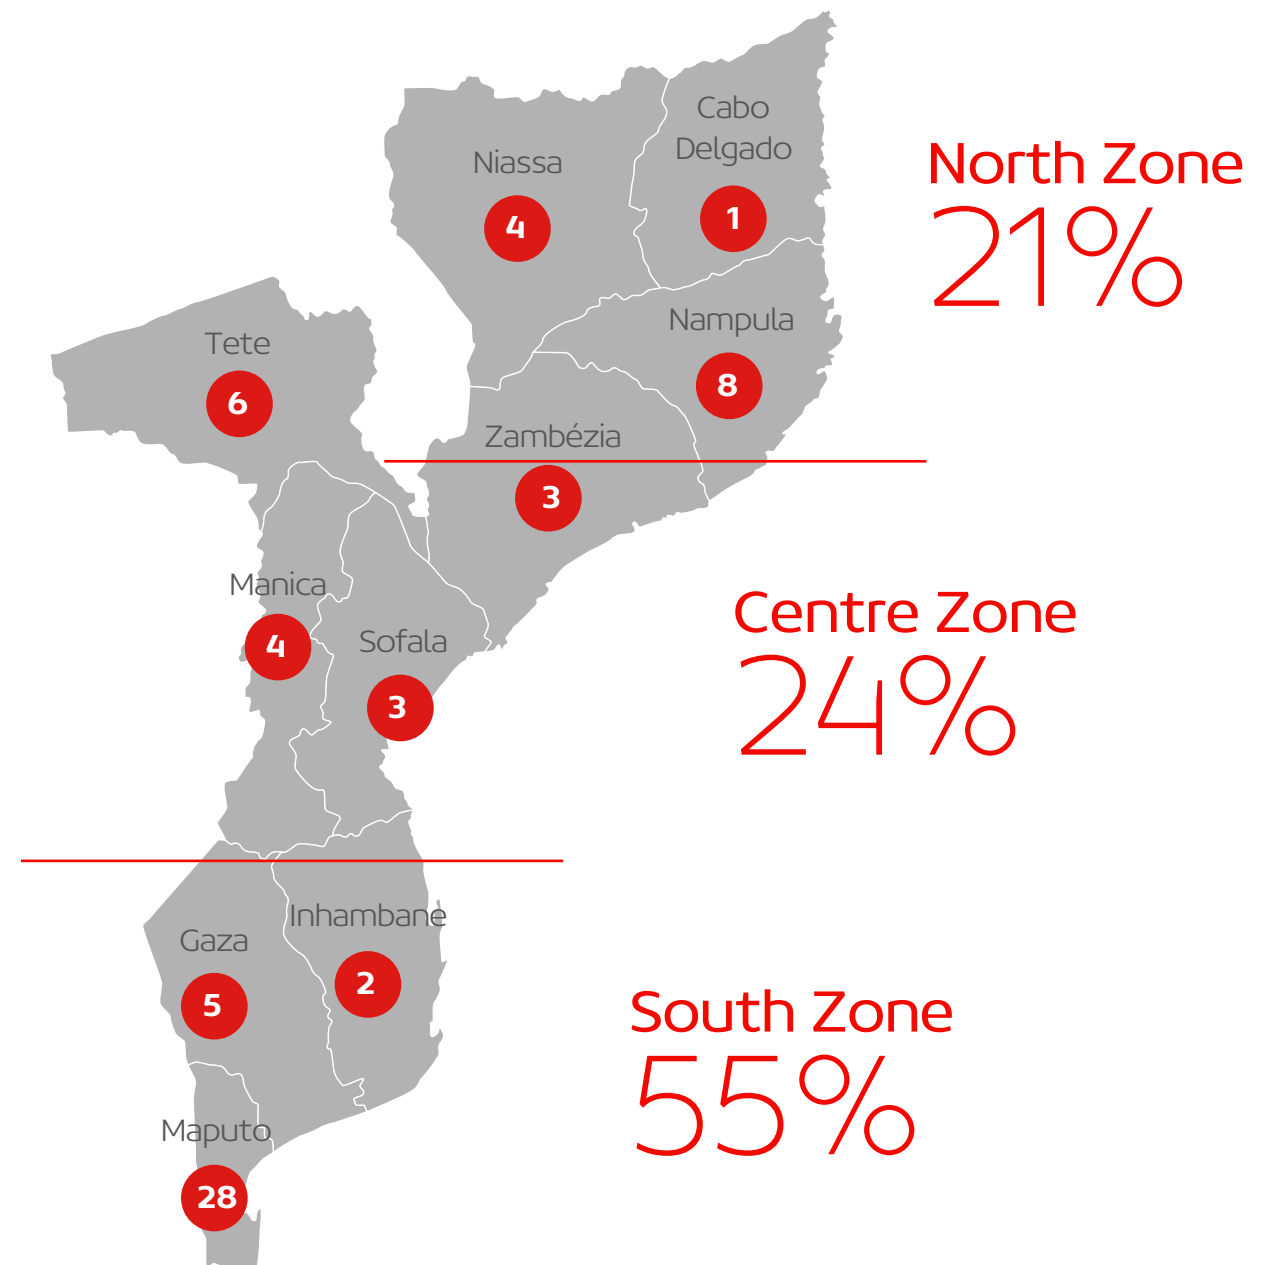 Cabo
Delgado
1
Niassa
4
North Zone
21%
Nampula
8
Tete
6
Zambézia
3
Manica
4
Sofala
3
Centre Zone
24%
Inhambane
2
Gaza
5
South Zone
55%
Maputo
28